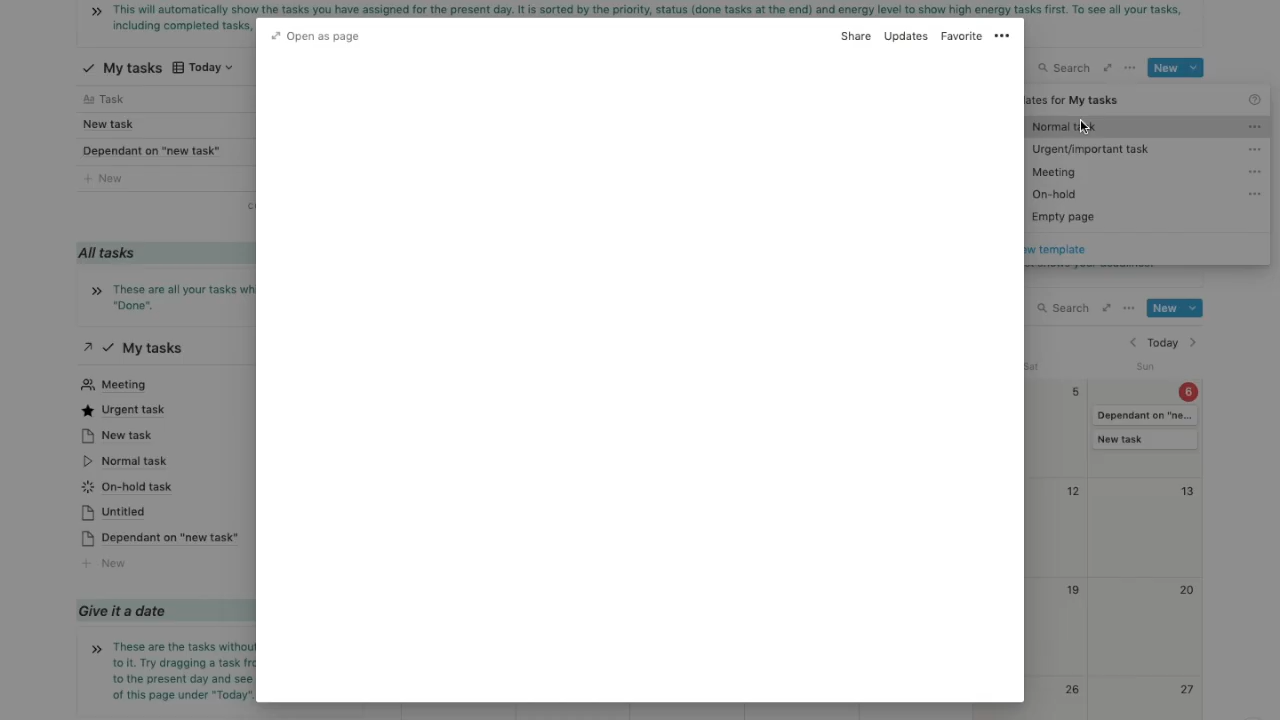 This will automatically show the tasks you have assigned for the present day. It is sorted by the priority, status (done tasks at the end) and energy level to show high energy tasks first. To see all your tasks,
including completed tasks,
Open as page
Share
Updates
Favorite
My tasks
Today
Search
New
Aa Task
New task
Dependant on "new task"
New
for My tasks
Normal task
Urgent/important task
Meeting
On-hold
Empty page
template
All tasks
These are all your tasks
"Done".
Search
New
My tasks
Today
Sat
Sun
Meeting
Urgent task
New task
Normal task
On-hold task
Untitled
Dependant on "new task"
New
5
6
Dependant on "ne...
New task
12
13
19
20
26
27
Give it a date
These are the tasks without
to it. Try dragging a task
to the present day and see
of this page under "Today".